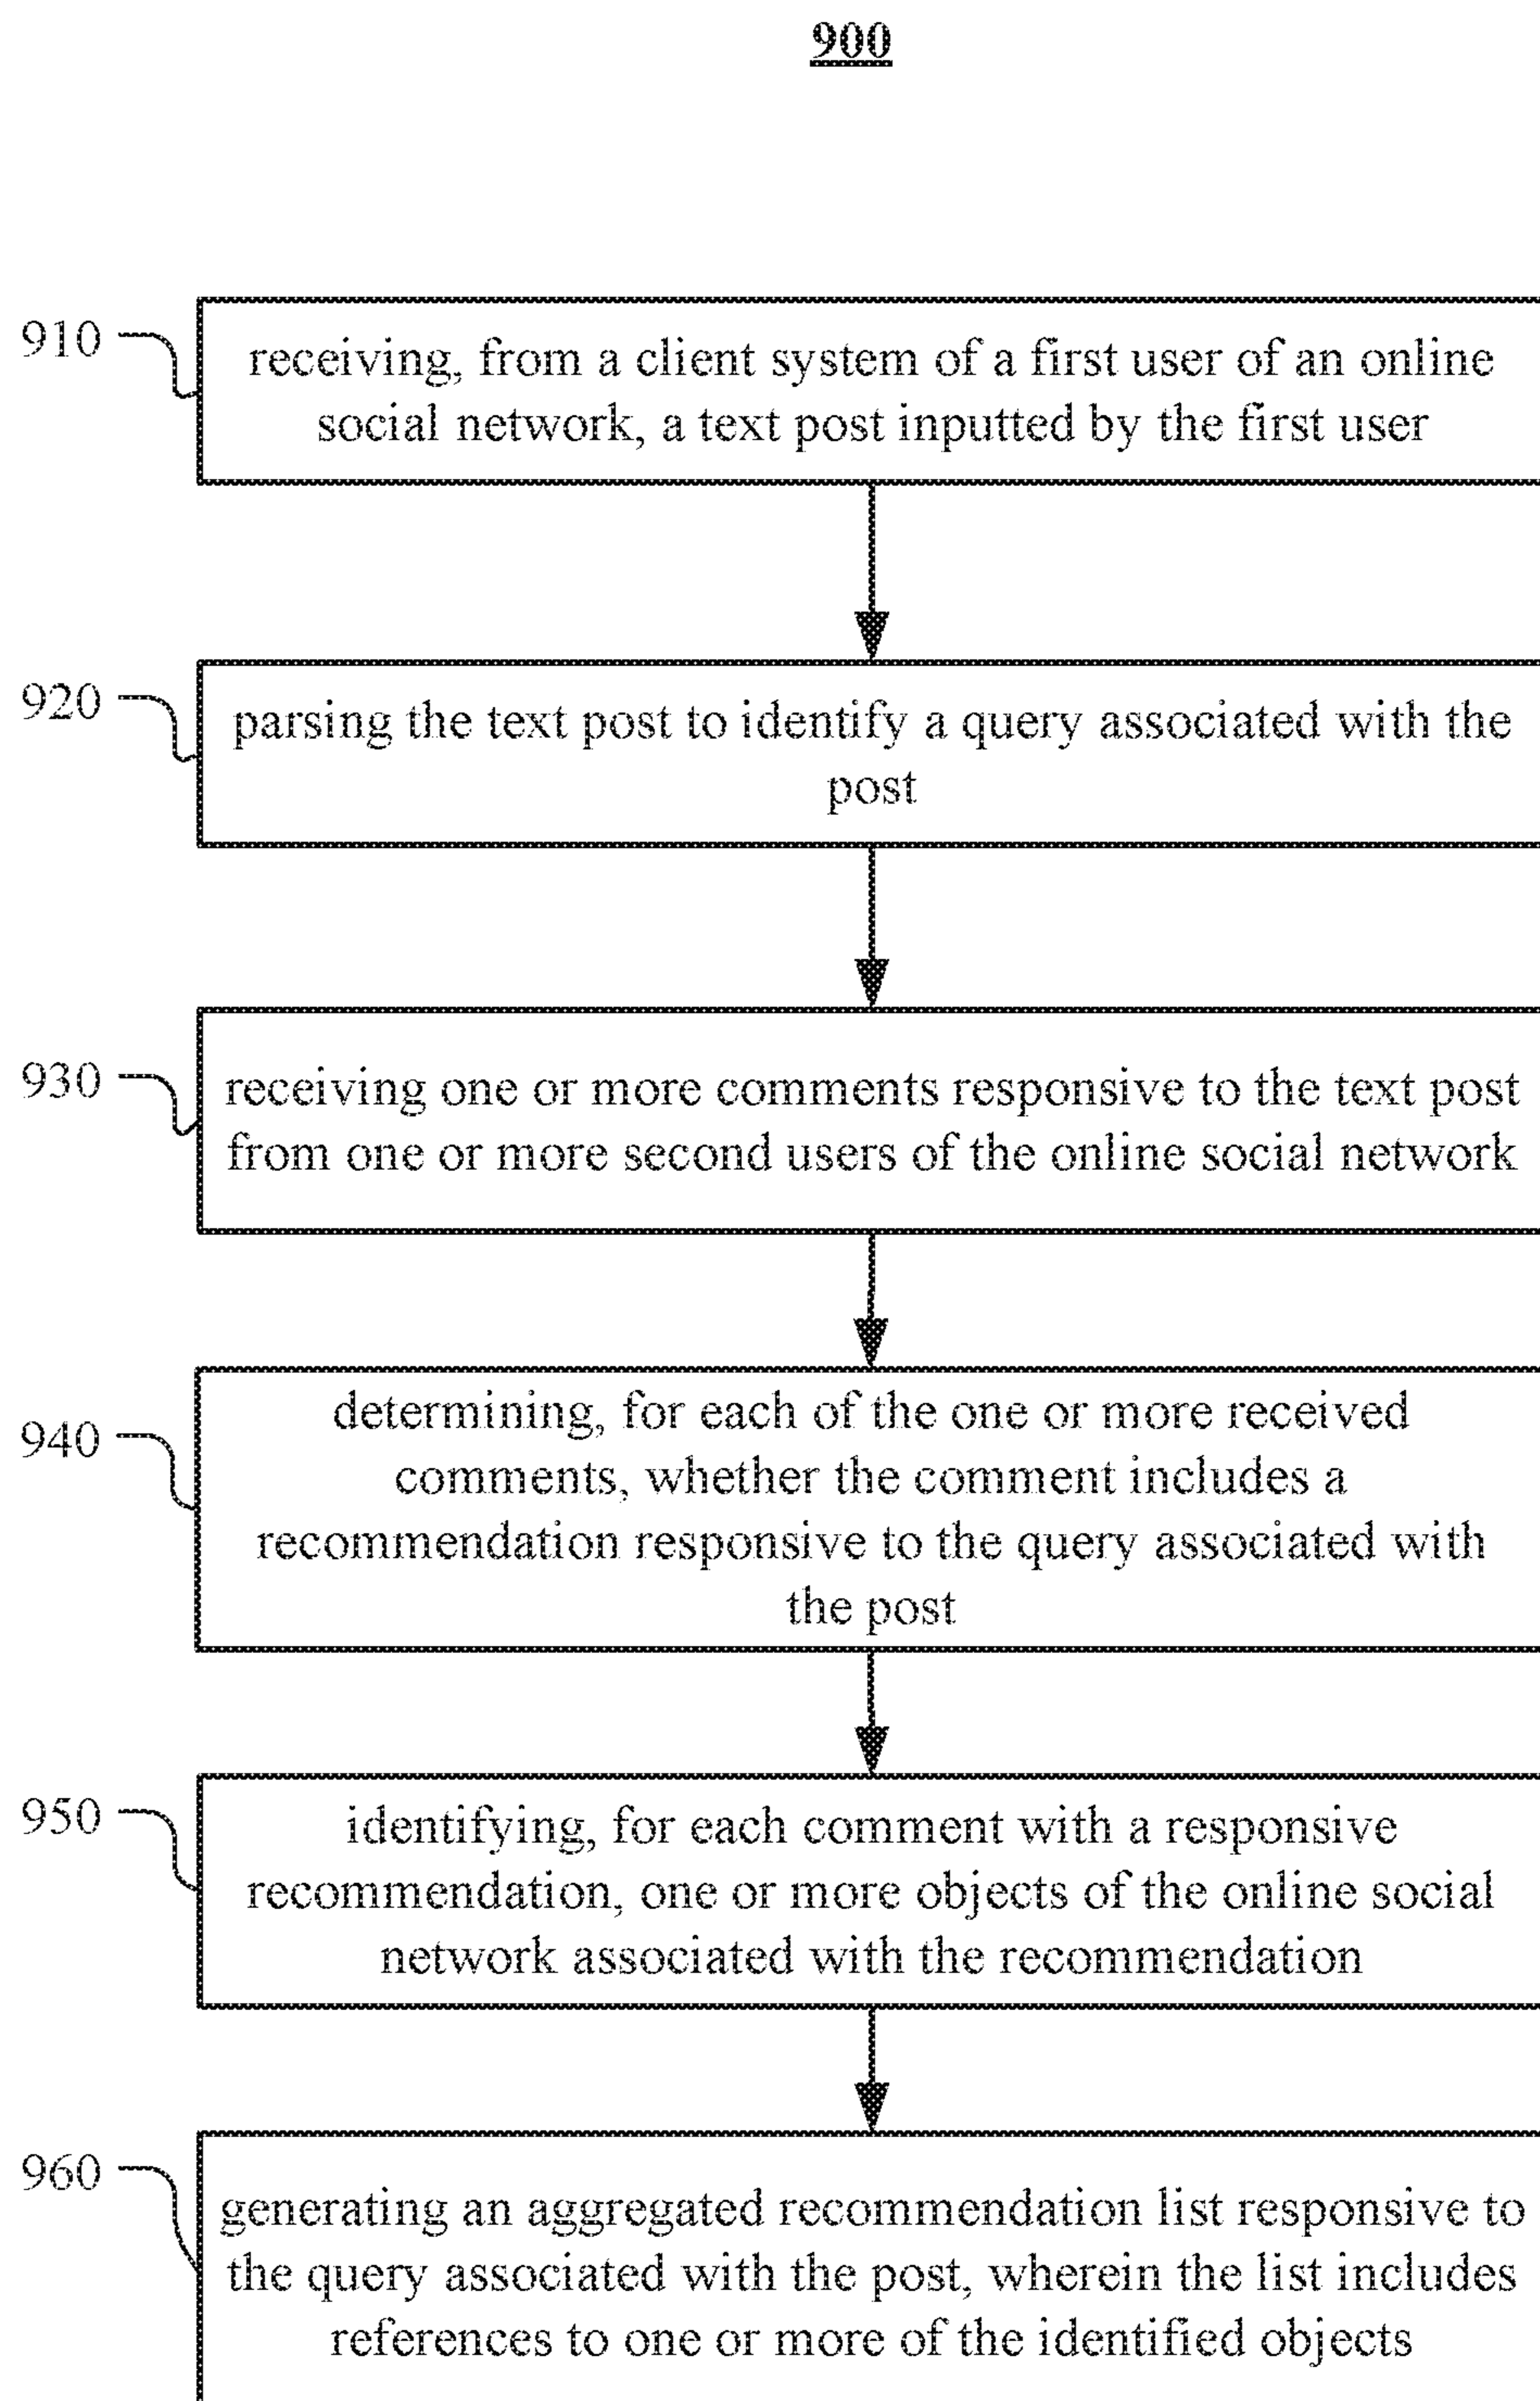 900
910
receiving, from a client system of a first user of an online
social network, a text post inputted by the first user
920
parsing the text post to identify a query associated with the
post
930
receiving one or more comments responsive to the text post
from one or more second users of the online social network
940
determining, for each of the one or more received
comments, whether the comment includes a
recommendation responsive to the query associated with
the post
950
identifying, for each comment with a responsive
recommendation, one or more objects of the online social
network associated with the recommendation
960
generating an aggregated recommendation list responsive to
the query associated with the post, wherein the list includes
references to one or more of the identified objects